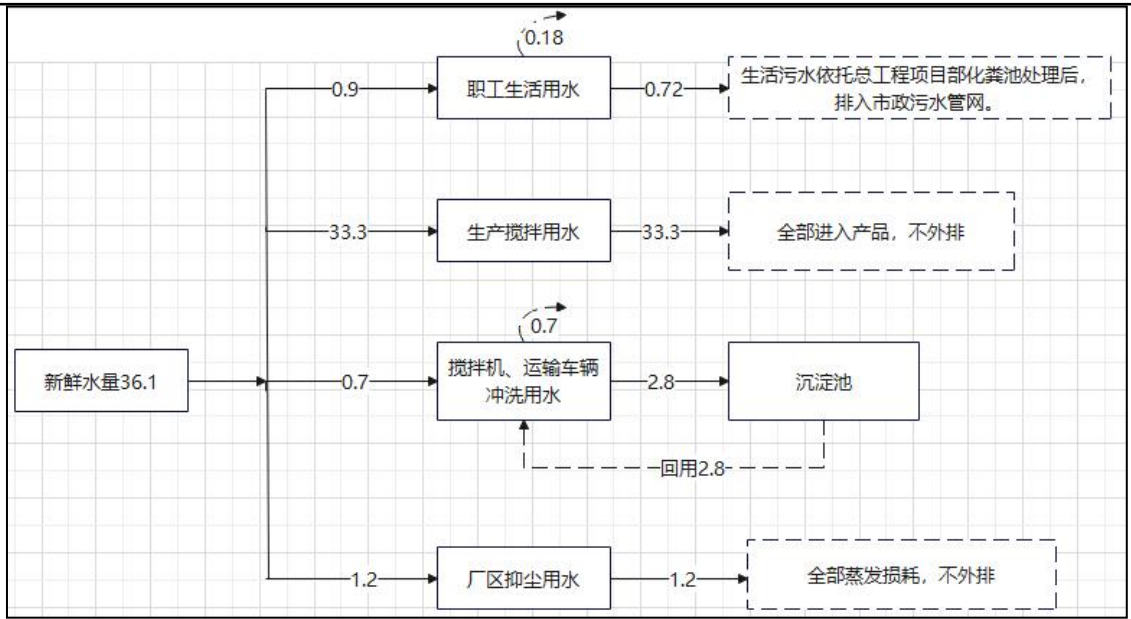 0.18
0.9
职工生活用水
0.72
生活污水依托总工程项目部化粪池处理后，
排入市政污水管网。
33.3
生产搅拌用水
33.3
全部进入产品，不外排
0.7
新鲜水量36.1
0.7
搅拌机、运输车辆
冲洗用水
2.8
沉淀池
回用2.8
1.2
厂区抑尘用水
1.2
全部蒸发损耗，不外排